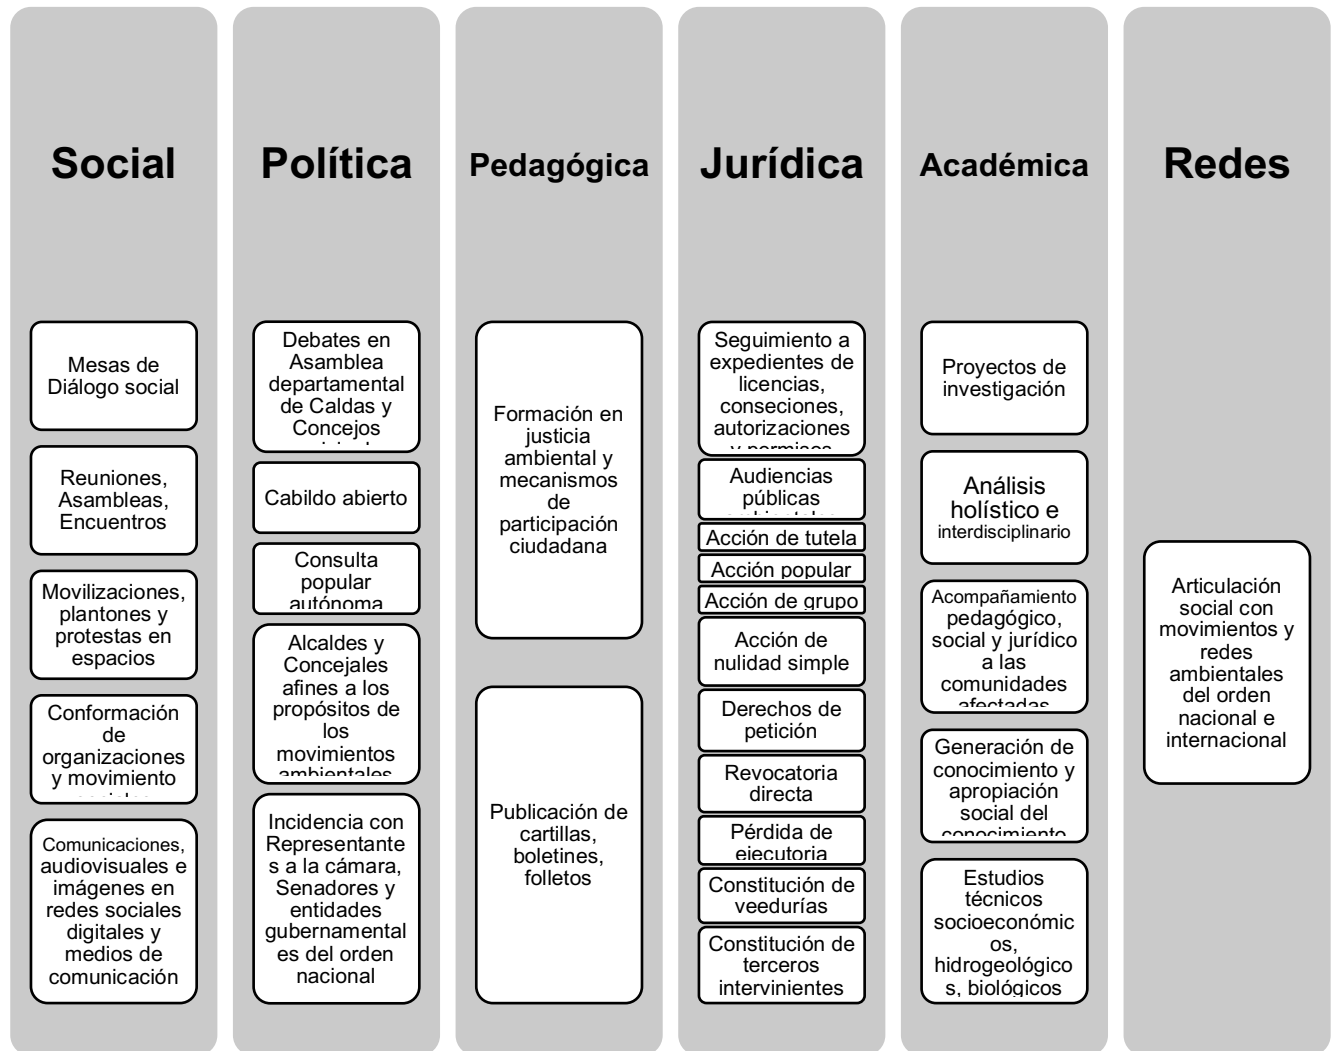 Social
Mesas de
Diálogo social
Reuniones,
Asambleas,
Encuentros
Movilizaciones,
plantones y
protestas en
espacios
Conformación
de
organizaciones
y movimiento
Comunicaciones,
audiovisuales e
imágenes en
redes sociales
digitales y
medios de
comunicación
Política
Debates en
Asamblea
departamental
de Caldas y
Concejos
Cabildo abierto
Consulta
popular
autónoma
Alcaldes y
Concejales
afines a los
propósitos de
los
movimientos
ambientales
Incidencia con
Representante
s a la cámara,
Senadores y
entidades
gubernamental
es del orden
nacional
Pedagógica
Formación en
justicia
ambiental y
mecanismos
de
participación
ciudadana
Publicación de
cartillas,
boletines,
folletos
Jurídica
Seguimiento a
expedientes de
licencias,
conseciones,
autorizaciones
y permisos
Audiencias
públicas
Acción de tutela
Acción popular
Acción de grupo
Acción de
nulidad simple
Derechos de
petición
Revocatoria
directa
Pérdida de
ejecutoria
Constitución de
veedurías
Constitución de
terceros
intervinientes
Académica
Proyectos de
investigación
Análisis
holístico e
interdisciplinario
Acompañamiento
pedagógico,
social y jurídico
a las
comunidades
afectadas
Generación de
conocimiento y
apropiación
social del
conocimiento
Estudios
técnicos
socioeconómic
os,
hidrogeológico
s, biológicos
Redes
Articulación
social con
movimientos y
redes
ambientales
del orden
nacional e
internacional